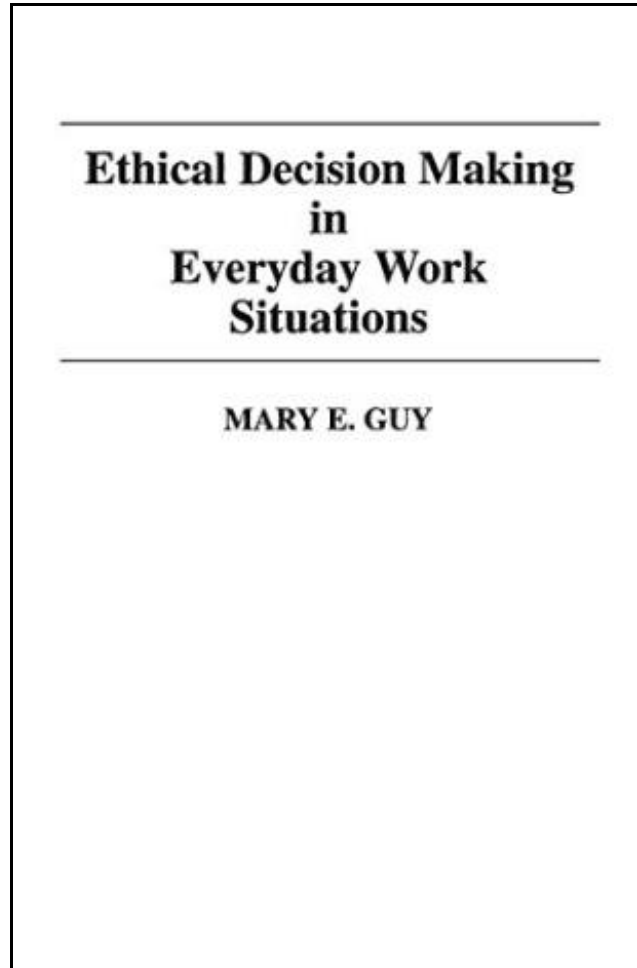 Ethical Decision Making
in
Everyday Work
Situations
MARY E. GUY